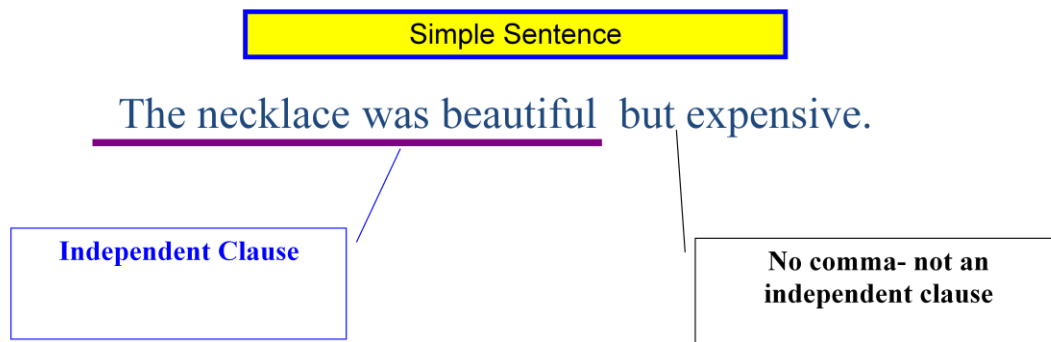 Simple Sentence
The necklace was beautiful but expensive.
Independent Clause
No comma- not an
independent clause